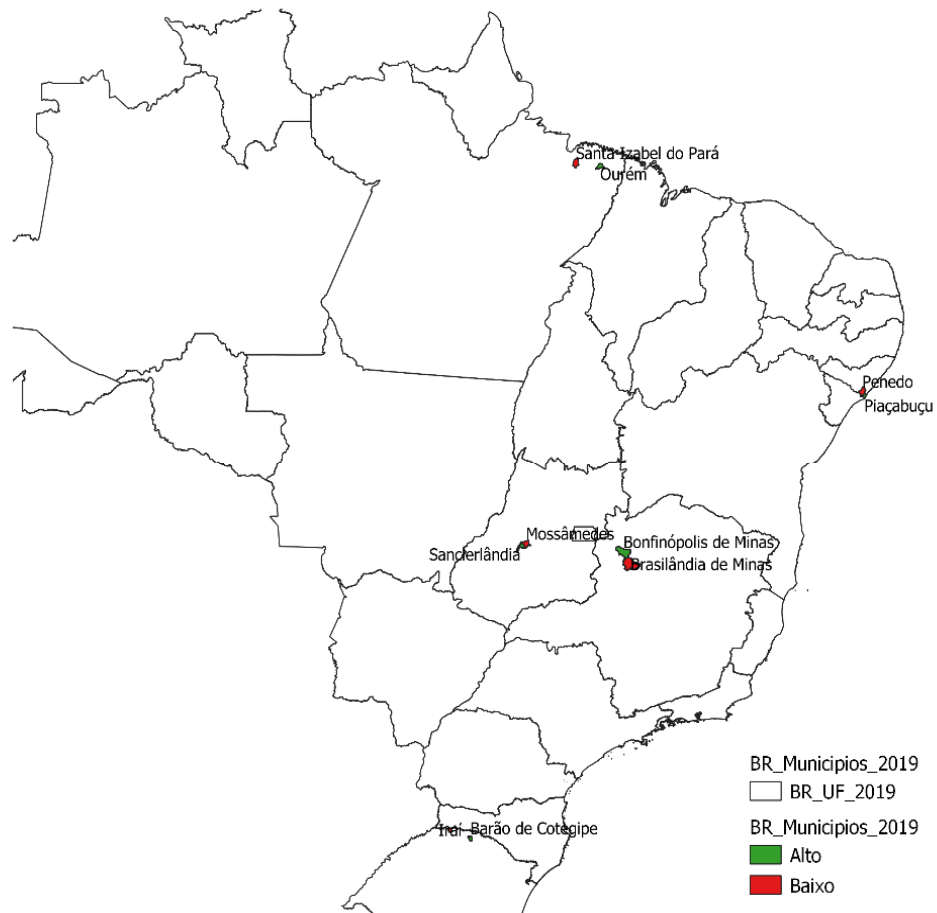 Santa Izabel do Pará
Ourém
Penedo
Piaçabuçu
Mossâmedes
Sanclerlândia
Bonfinópolis de Minas
Brasilândia de Minas
Iraí
Barão de Cotegipe
BR_Municipios_2019
BR_UF_2019
BR_Municipios_2019
Alto
Baixo